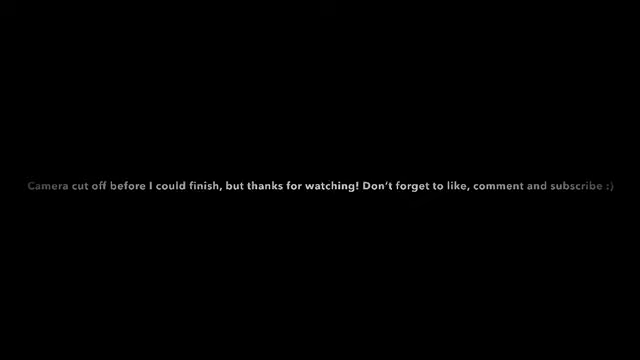 Camera cut off before I could finish, but thanks for watching! Don't forget to like, comment and subscribe :)